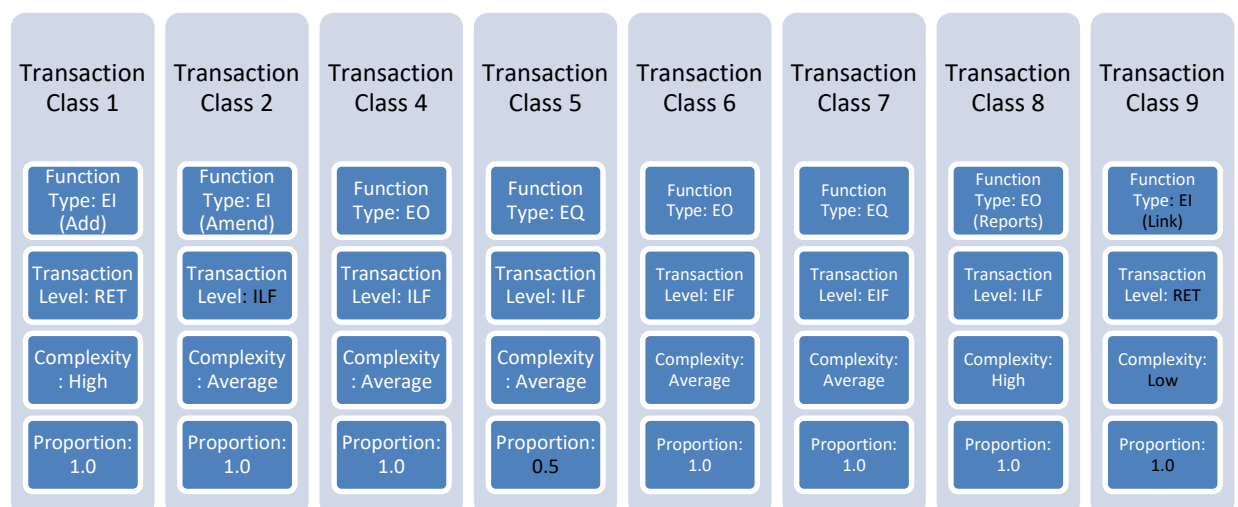 Transaction
Class 1
Function
Type: EI
(Add)
Transaction
Level: RET
Complexity
: High
Proportion:
1.0
Transaction
Class 2
Function
Type: EI
(Amend)
Transaction
Level: ILF
Complexity
: Average
Proportion:
1.0
Transaction
Class 4
Function
Type: EO
Transaction
Level: ILF
Complexity
: Average
Proportion:
1.0
Transaction
Class 5
Function
Type: EQ
Transaction
Level: ILF
Complexity
: Average
Proportion:
0.5
Transaction
Class 6
Function
Type: EO
Transaction
Level: EIF
Complexity:
Average
Proportion:
1.0
Transaction
Class 7
Function
Type: EQ
Transaction
Level: EIF
Complexity:
Average
Proportion:
1.0
Transaction
Class 8
Function
Type: EO
(Reports)
Transaction
Level: ILF
Complexity:
High
Proportion:
1.0
Transaction
Class 9
Function
Type: EI
(Link)
Transaction
Level: RET
Complexity:
Low
Proportion:
1.0